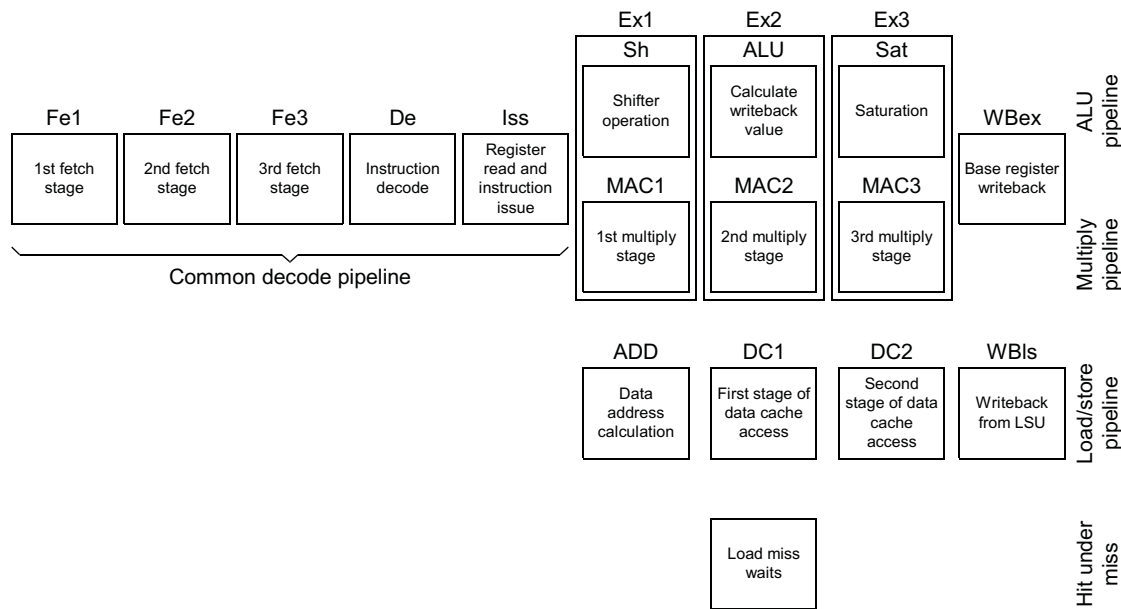 Ex1
Ex2
Ex3
Sh
ALU
Sat
Shifter
operation
Calculate
writeback
value
Saturation
ALU
pipeline
Fe1
Fe2
Fe3
De
Iss
WBex
1st fetch
stage
2nd fetch
stage
3rd fetch
stage
Instruction
decode
Register
read and
instruction
issue
Base register
writeback
MAC1
MAC2
MAC3
1st multiply
stage
2nd multiply
stage
3rd multiply
stage
Multiply
pipeline
Common decode pipeline
ADD
DC1
DC2
WBls
Data
address
calculation
First stage of
data cache
access
Second
stage of data
cache
access
Writeback
from LSU
Load/store
pipeline
Load miss
waits
Hit under
miss